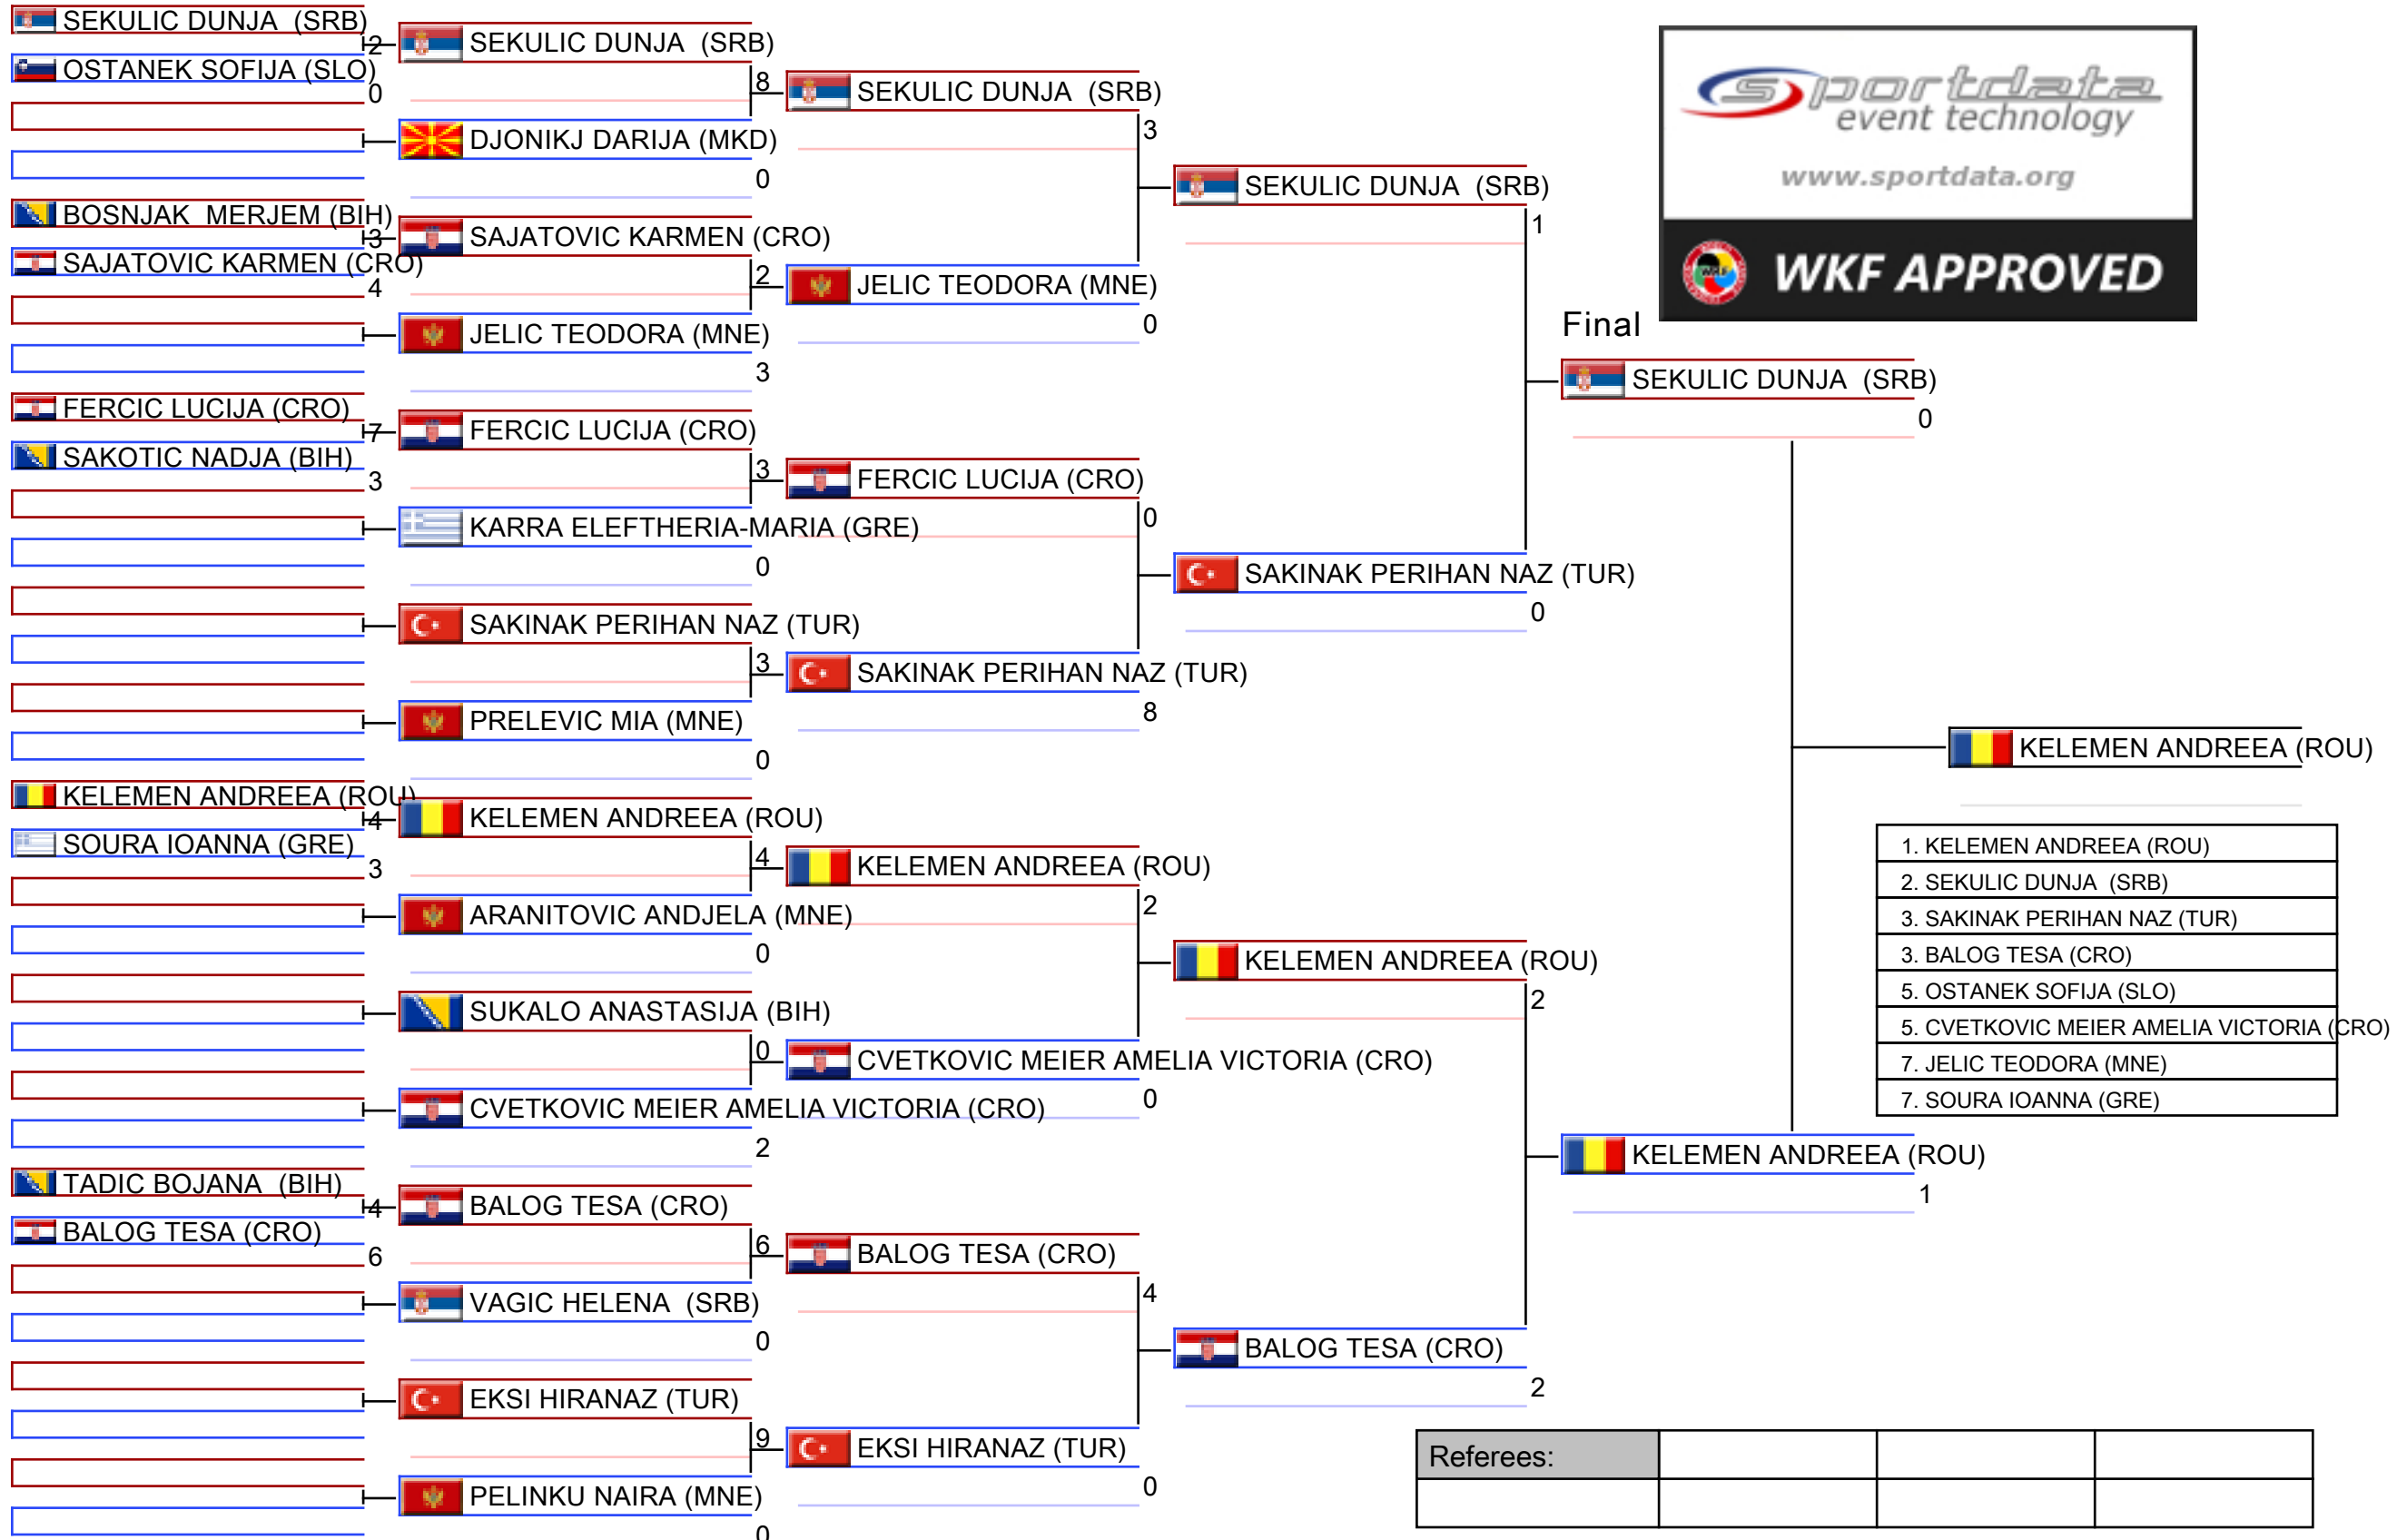 SEKULIC DUNJA (SRB)
2
OSTANEK SOFIJA (SLO)
0
BOSNJAK MERJEM (BIH)
3
SAJATOVIC KARMEN (CRO)
4
FERCIC LUCIJA (CRO)
7
SAKOTIC NADJA (BIH)
3
KELEMEN ANDREEA (ROU)
4
SOURA IOANNA (GRE)
3
TADIC BOJANA (BIH)
4
BALOG TESA (CRO)
6
SEKULIC DUNJA (SRB)
8
DJONIKJ DARIJA (MKD)
0
SAJATOVIC KARMEN (CRO)
2
JELIC TEODORA (MNE)
3
FERCIC LUCIJA (CRO)
3
KARRA ELEFTHERIA-MARIA (GRE)
0
SAKINAK PERIHAN NAZ (TUR)
3
PRELEVIC MIA (MNE)
0
KELEMEN ANDREEA (ROU)
4
ARANITOVIC ANDJELA (MNE)
0
SUKALO ANASTASIJA (BIH)
0
CVETKOVIC MEIER AMELIA VICTORIA (CRO)
2
BALOG TESA (CRO)
6
VAGIC HELENA (SRB)
0
EKSI HIRANAZ (TUR)
9
PELINKU NAIRA (MNE)
0
SEKULIC DUNJA (SRB)
3
JELIC TEODORA (MNE)
0
FERCIC LUCIJA (CRO)
0
SAKINAK PERIHAN NAZ (TUR)
8
KELEMEN ANDREEA (ROU)
2
CVETKOVIC MEIER AMELIA VICTORIA (CRO)
0
BALOG TESA (CRO)
4
EKSI HIRANAZ (TUR)
0
SEKULIC DUNJA (SRB)
1
SAKINAK PERIHAN NAZ (TUR)
0
KELEMEN ANDREEA (ROU)
2
BALOG TESA (CRO)
2
Final
SEKULIC DUNJA (SRB)
0
KELEMEN ANDREEA (ROU)
1
KELEMEN ANDREEA (ROU)
sportdata
event technology
www.sportdata.org
WKF
WKF APPROVED
1. KELEMEN ANDREEA (ROU)
2. SEKULIC DUNJA (SRB)
3. SAKINAK PERIHAN NAZ (TUR)
3. BALOG TESA (CRO)
5. OSTANEK SOFIJA (SLO)
5. CVETKOVIC MEIER AMELIA VICTORIA (CRO)
7. JELIC TEODORA (MNE)
7. SOURA IOANNA (GRE)
Referees: